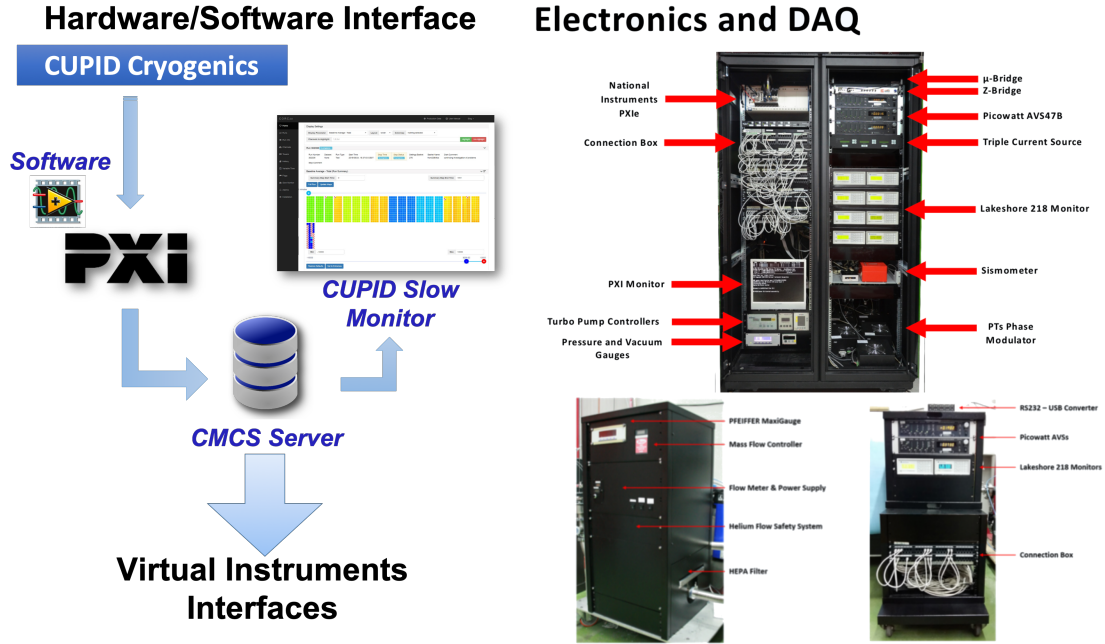 Hardware/Software Interface
CUPID Cryogenics
Software
PXI
CUPID Slow
Monitor
CMCS Server
Virtual Instruments
Interfaces
Electronics and DAQ
National
Instruments
PXIe
Connection Box
PXI Monitor
Turbo Pump Controllers
Pressure and Vacuum
Gauges
μ-Bridge
Z-Bridge
Picowatt AVS47B
Triple Current Source
Lakeshore 218 Monitor
Sismometer
PTs Phase
Modulator
PFEIFFER MaxiGauge
Mass Flow Controller
Flow Meter & Power Supply
Helium Flow Safety System
HEPA Filter
RS232 – USB Converter
Picowatt AVSs
Lakeshore 218 Monitors
Connection Box